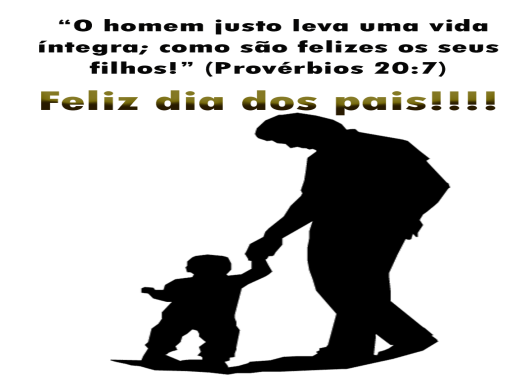 “O homem justo leva uma vida
íntegra; como são felizes os seus
filhos!” (Provérbios 20:7)
Feliz dia dos pais!!!!